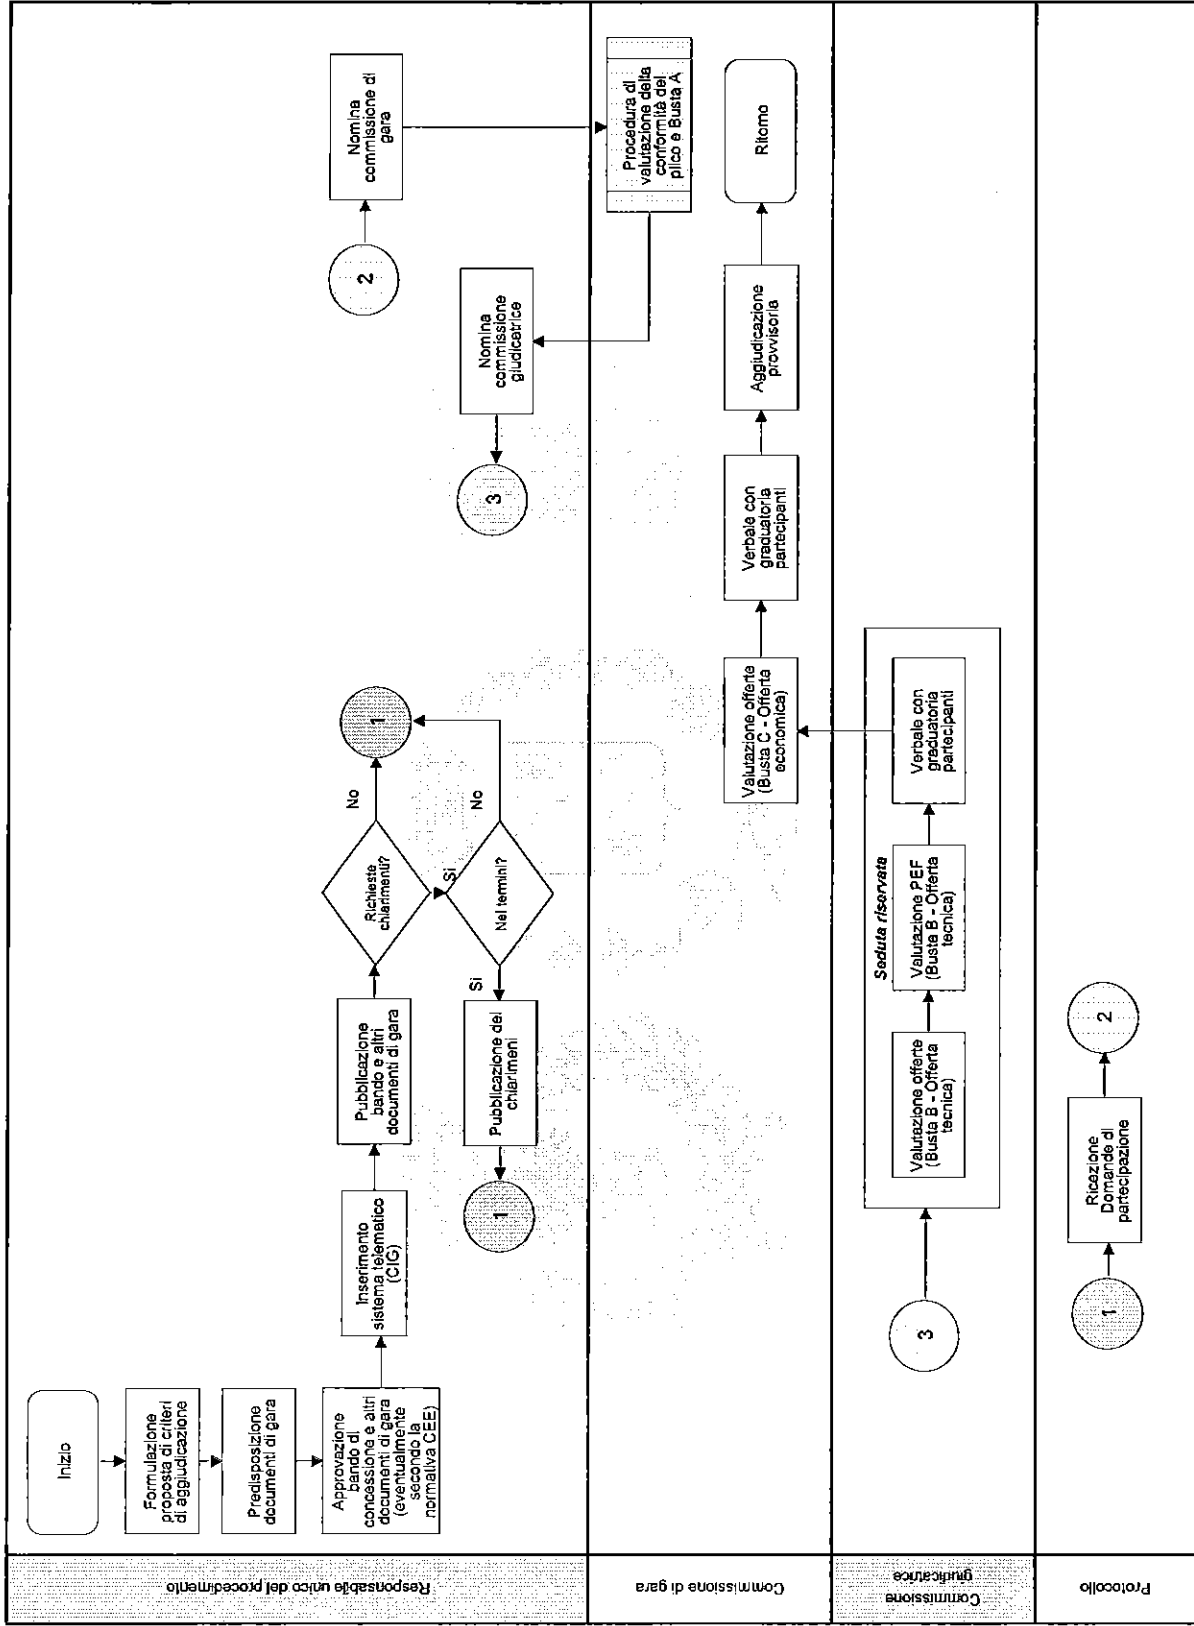 Responsabile unico del procedimento
Inizio
Formulazione
proposta di criteri
di aggiudicazione
Predisposizione
documenti di gara
Approvazione
bando di
concessione e altri
documenti di gara
(eventualmente
secondo la
normativa CEE)
Inserimento
sistema telematico
(CIG)
Pubblicazione
bando e altri
documenti di gara
Richieste
chiarimenti?
No
1
Si
Nei termini?
No
Si
Pubblicazione dei
chiarimeni
1
2
Nomina
commissione di
gara
Nomina
commissione
giudicatrice
3
Commissione di gara
Procedura di
valutazione della
conformità del
plico e Busta A
Valutazione offerte
(Busta C - Offerta
economica)
Verbale con
graduatoria
partecipanti
Aggiudicazione
provvisoria
Ritorno
Commissione
giudicatrice
3
Seduta riservata
Valutazione offerte
(Busta B - Offerta
tecnica)
Valutazione PEF
(Busta B - Offerta
tecnica)
Verbale con
graduatoria
partecipanti
Protocollo
1
Ricezione
Domande di
partecipazione
2